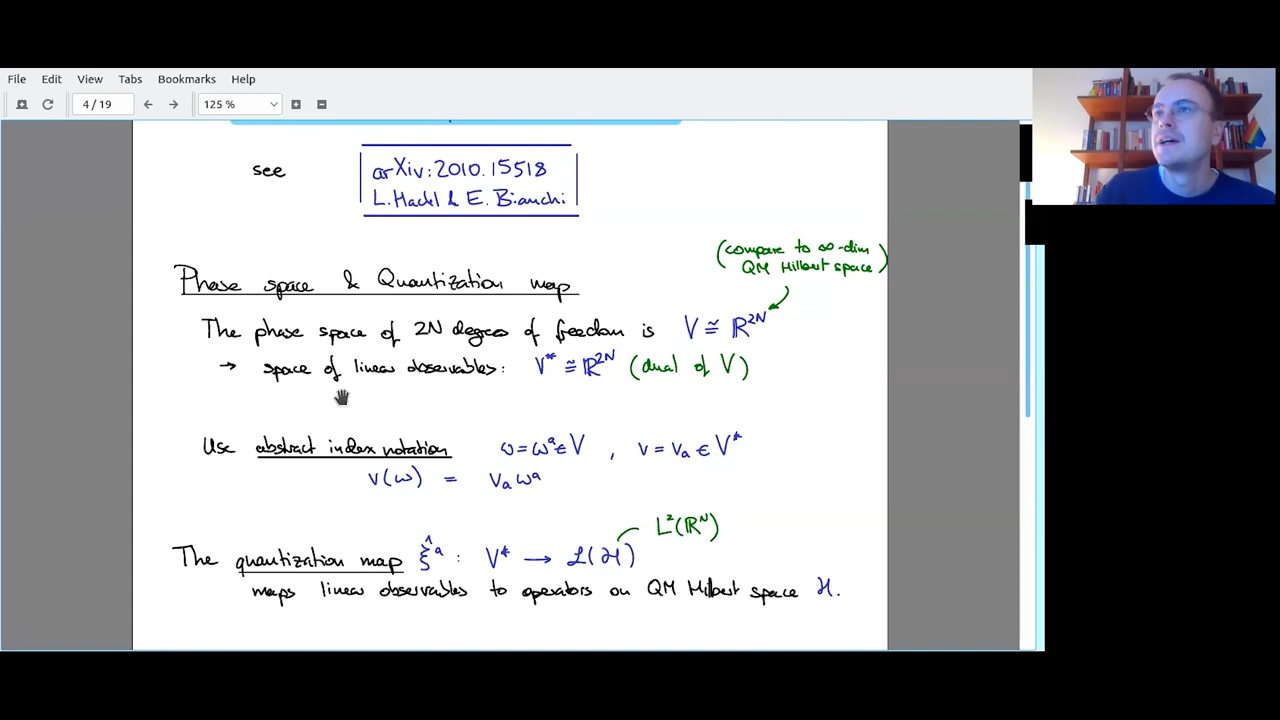 File Edit View Tabs Bookmarks Help
4 / 19 125 %
see
arXiv:2010.15518
L.Hackl & E. Bianchi
(compare to ∞-dim
QM Hilbert space)
Phase space & Quantization map
The phase space of 2N degrees of freedom is V ≅ ℝ^2N
→ space of linear observables: V* ≅ ℝ^2N (dual of V)
Use abstract index notation ω = ω^a ∈ V , v = v_a ∈ V*
v(ω) = v_a ω^a
L²(ℝ^N)
The quantization map ξ̂^a : V* → L(H)
maps linear observables to operators on QM Hilbert space H.